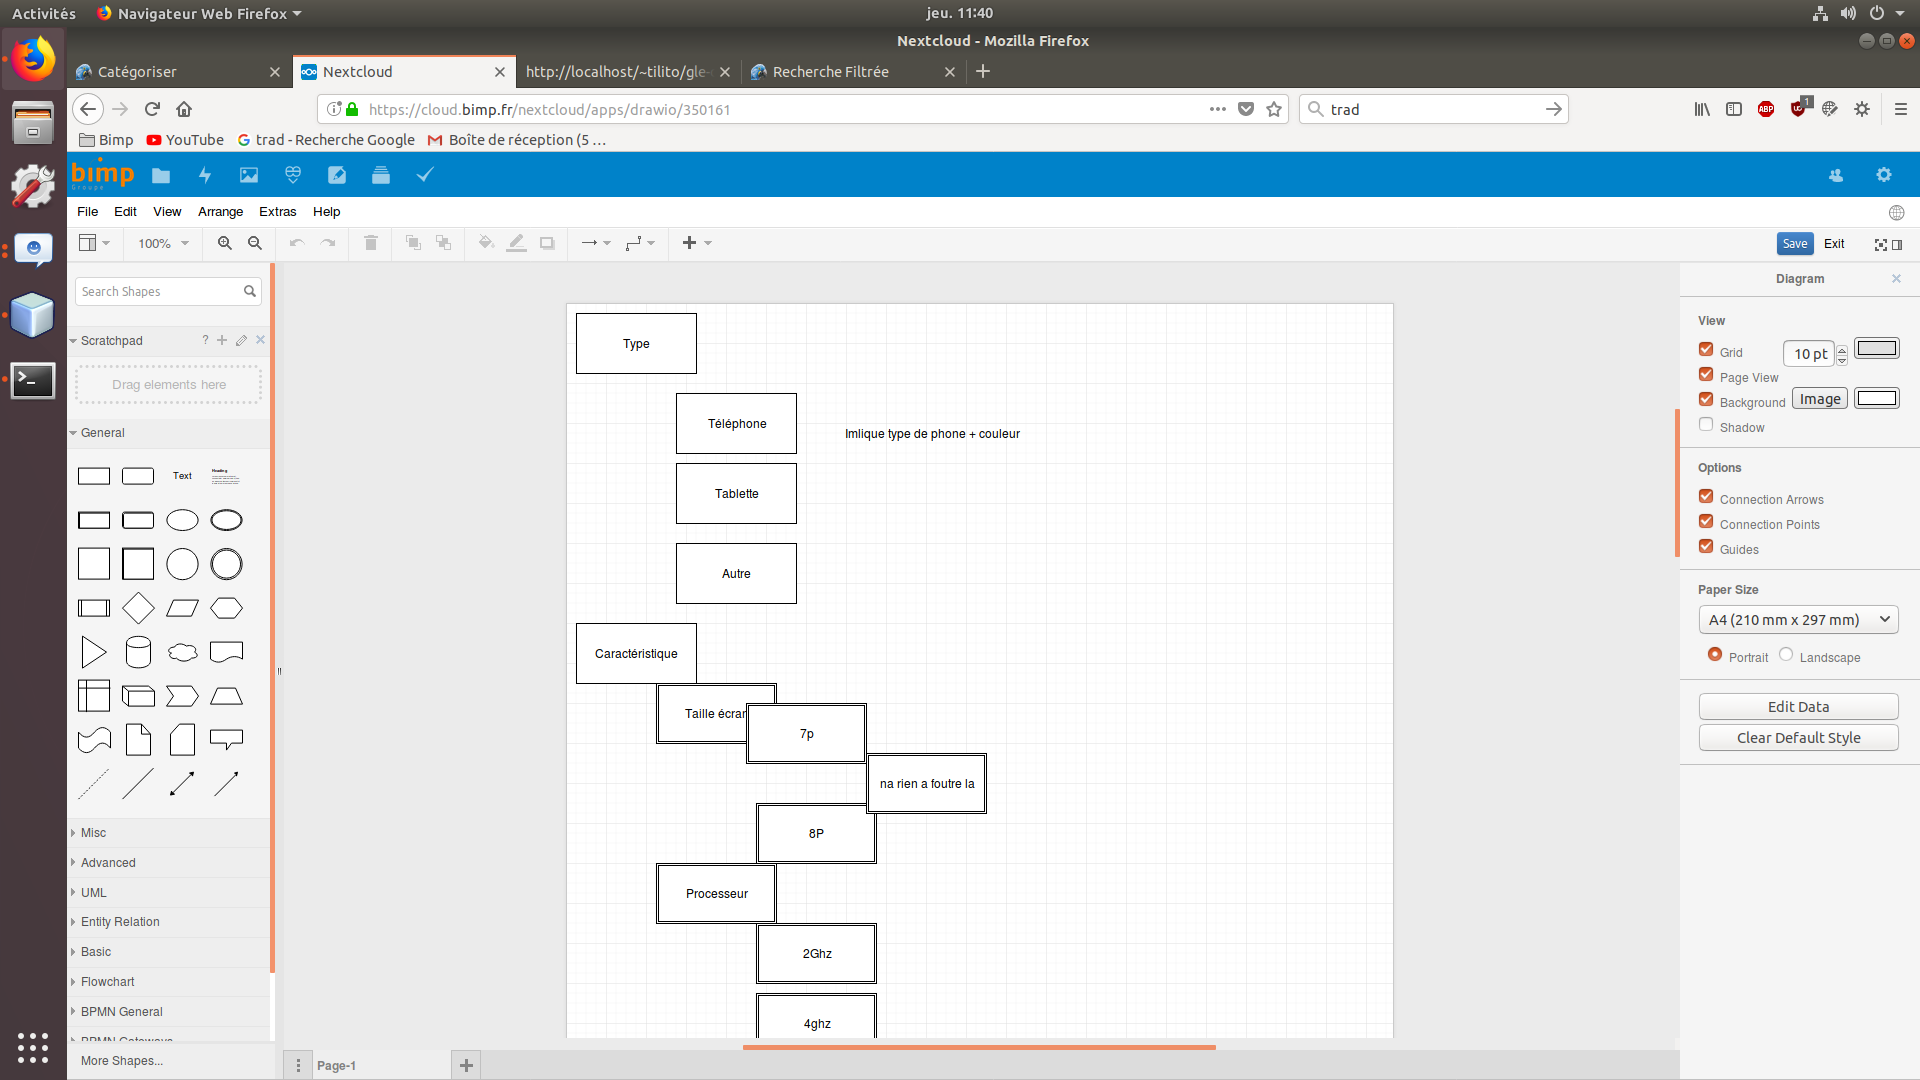 Activités
Navigateur Web Firefox
jeu. 11:40
Nextcloud - Mozilla Firefox
Catégoriser
Nextcloud
http://localhost/~tilito/gle-
Recherche Filtrée
https://cloud.bimp.fr/nextcloud/apps/drawio/350161
trad
ABP
1
Bimp
YouTube
trad - Recherche Google
Boîte de réception (5 ...
bimp
Groupe
File
Edit
View
Arrange
Extras
Help
100%
Save
Exit
Search Shapes
Scratchpad
?
Drag elements here
General
Text
Heading
Misc
Advanced
UML
Entity Relation
Basic
Flowchart
BPMN General
BPMN Gateways
More Shapes...
Type
Téléphone
Imlique type de phone + couleur
Tablette
Autre
Caractéristique
Taille écran
7p
na rien a foutre la
8P
Processeur
2Ghz
4ghz
Page-1
Diagram
View
Grid
10 pt
Page View
Background
Image
Shadow
Options
Connection Arrows
Connection Points
Guides
Paper Size
A4 (210 mm x 297 mm)
Portrait
Landscape
Edit Data
Clear Default Style